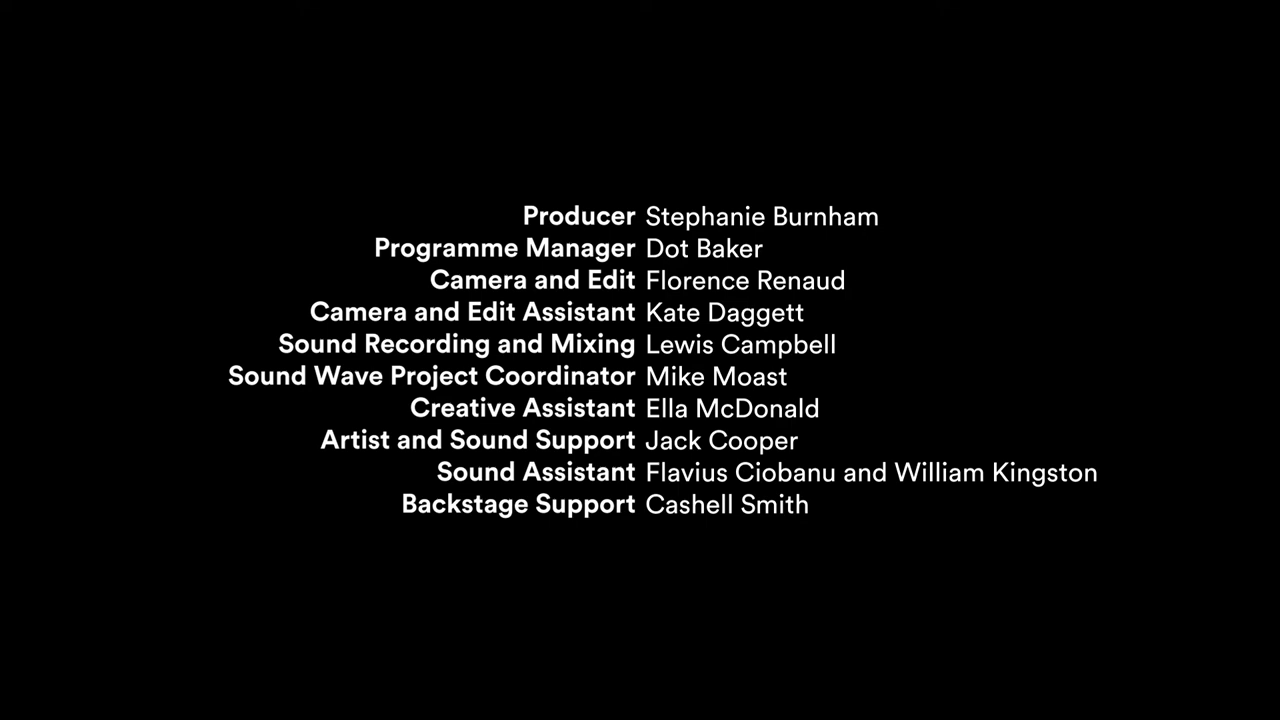 Producer Stephanie Burnham
Programme Manager Dot Baker
Camera and Edit Florence Renaud
Camera and Edit Assistant Kate Daggett
Sound Recording and Mixing Lewis Campbell
Sound Wave Project Coordinator Mike Moast
Creative Assistant Ella McDonald
Artist and Sound Support Jack Cooper
Sound Assistant Flavius Ciobanu and William Kingston
Backstage Support Cashell Smith